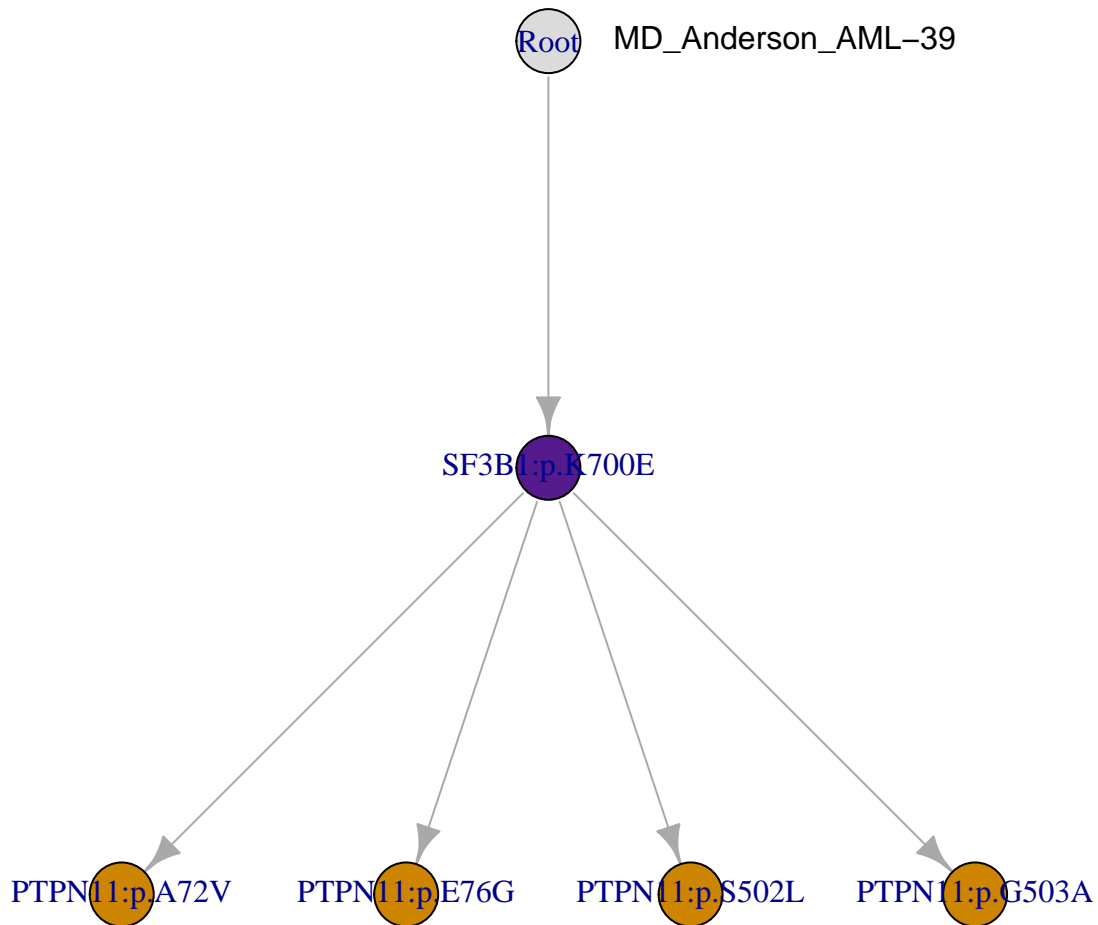 Root
MD_Anderson_AML−39
SF3B1:p.K700E
PTPN11:p.A72V
PTPN11:p.E76G
PTPN11:p.S502L
PTPN11:p.G503A